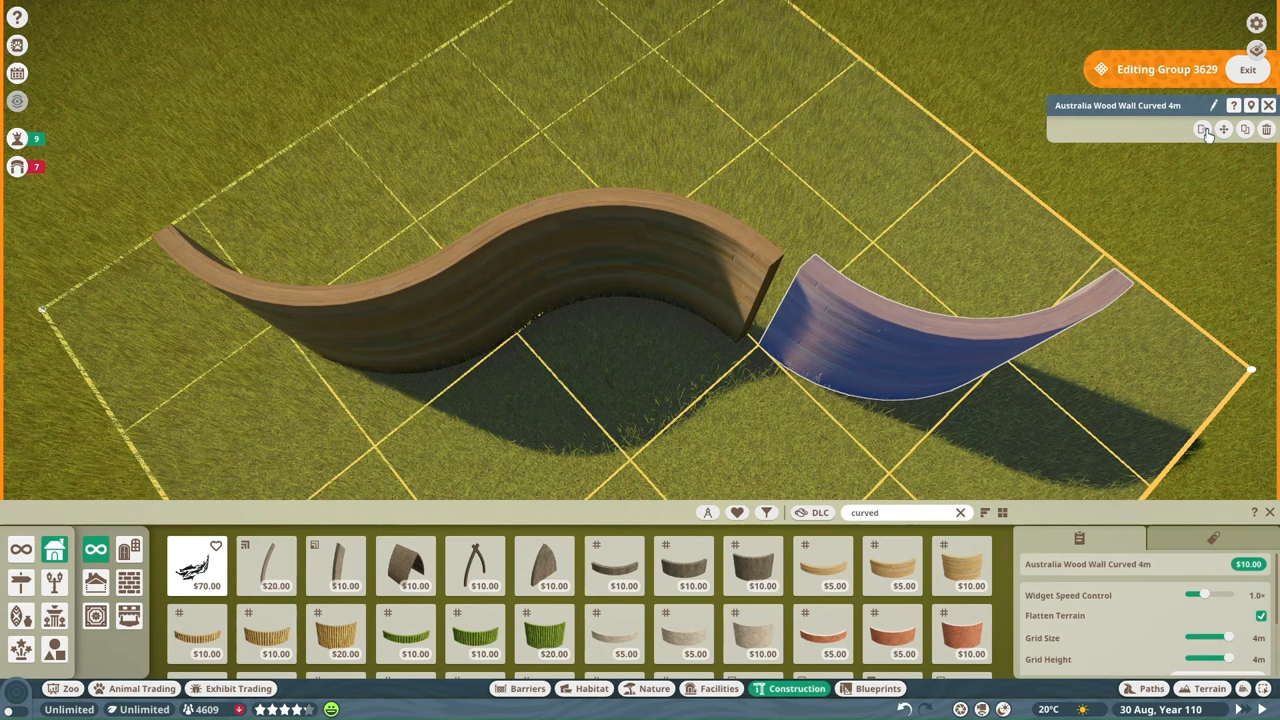 Editing Group 3629
Exit
Australia Wood Wall Curved 4m
9
7
DLC
curved
$70.00
$20.00
$10.00
$10.00
$10.00
$10.00
$10.00
$10.00
$10.00
$5.00
$5.00
$10.00
$10.00
$10.00
$20.00
$10.00
$10.00
$20.00
$5.00
$5.00
$10.00
$5.00
$5.00
$10.00
Australia Wood Wall Curved 4m
$10.00
Widget Speed Control
1.0×
Flatten Terrain
Grid Size
4m
Grid Height
4m
Zoo
Animal Trading
Exhibit Trading
Barriers
Habitat
Nature
Facilities
Construction
Blueprints
Paths
Terrain
Unlimited
Unlimited
4609
20°C
30 Aug, Year 110